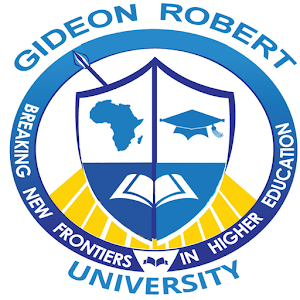 GIDEON ROBERT
BREAKING NEW FRONTIERS IN HIGHER EDUCATION
UNIVERSITY